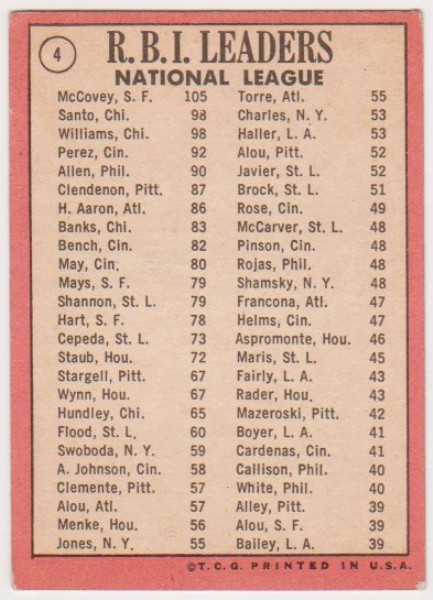 4
R.B.I. LEADERS
NATIONAL LEAGUE
McCovey, S. F. 105
Santo, Chi. 98
Williams, Chi. 98
Perez, Cin. 92
Allen, Phil. 90
Clendenon, Pitt. 87
H. Aaron, Atl. 86
Banks, Chi. 83
Bench, Cin. 82
May, Cin. 80
Mays, S. F. 79
Shannon, St. L. 79
Hart, S. F. 78
Cepeda, St. L. 73
Staub, Hou. 72
Stargell, Pitt. 67
Wynn, Hou. 67
Hundley, Chi. 65
Flood, St. L. 60
Swoboda, N. Y. 59
A. Johnson, Cin. 58
Clemente, Pitt. 57
Alou, Atl. 57
Menke, Hou. 56
Jones, N. Y. 55
Torre, Atl. 55
Charles, N. Y. 53
Haller, L. A. 53
Alou, Pitt. 52
Javier, St. L. 52
Brock, St. L. 51
Rose, Cin. 49
McCarver, St. L. 48
Pinson, Cin. 48
Rojas, Phil. 48
Shamsky, N. Y. 48
Francona, Atl. 47
Helms, Cin. 47
Aspromonte, Hou. 46
Maris, St. L. 45
Fairly, L. A. 43
Rader, Hou. 43
Mazeroski, Pitt. 42
Boyer, L. A. 41
Cardenas, Cin. 41
Callison, Phil. 40
White, Phil. 40
Alley, Pitt. 39
Alou, S. F. 39
Bailey, L. A. 39
©T.C.G. PRINTED IN U.S.A.